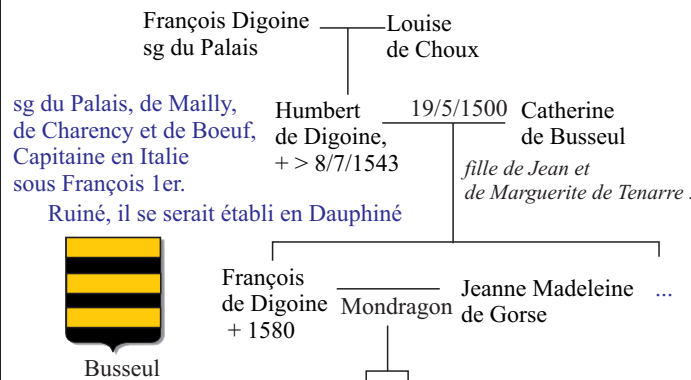 François Digoine
sg du Palais
Louise
de Choux
sg du Palais, de Mailly,
de Charency et de Boeuf,
Capitaine en Italie
sous François 1er.
Ruiné, il se serait établi en Dauphiné
Humbert
de Digoine,
+ > 8/7/1543
19/5/1500
Catherine
de Busseul
fille de Jean et
de Marguerite de Tenarre .
François
de Digoine
+ 1580
Mondragon
Jeanne Madeleine
de Gorse
...
Busseul